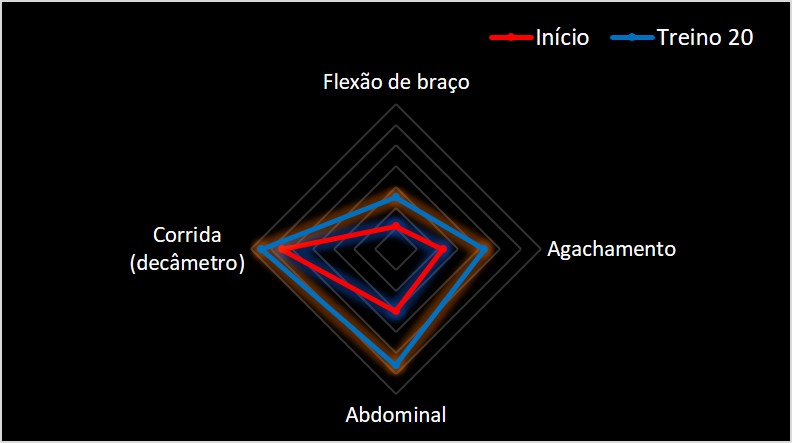 Início
Treino 20
Flexão de braço
Corrida
(decâmetro)
Agachamento
Abdominal